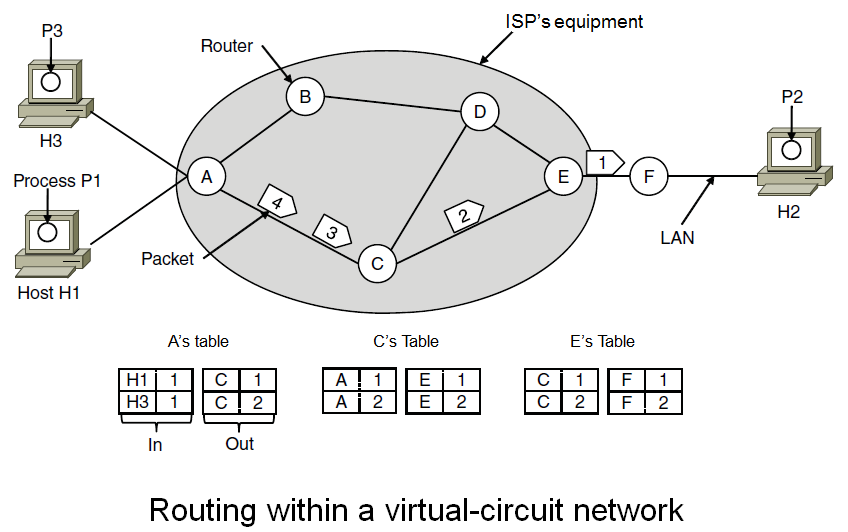 P3
ISP's equipment
Router
B
D
P2
H3
A
1
E
F
H2
Process P1
4
3
2
C
LAN
Packet
Host H1
A's table
C's Table
E's Table
H1 1 C 1 A 1 E 1 C 1 F 1
H3 1 C 2 A 2 E 2 C 2 F 2
In Out
Routing within a virtual-circuit network